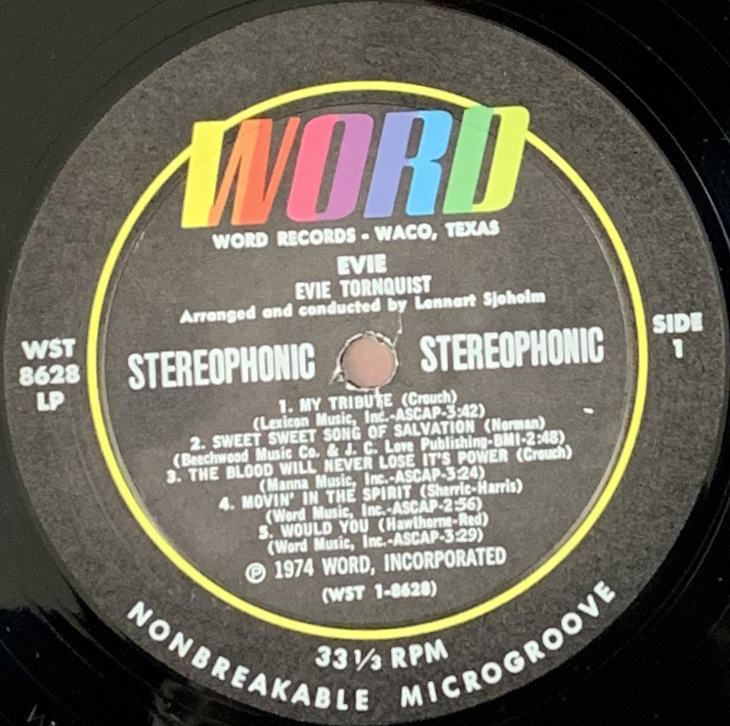 WORD
WORD RECORDS - WACO, TEXAS
EVIE
EVIE TORNQUIST
Arranged and conducted by Lennart Sjoholm
WST
8628
LP
STEREOPHONIC STEREOPHONIC
SIDE
1
1. MY TRIBUTE (Crouch)
(Lexicon Music, Inc.-ASCAP-3:42)
2. SWEET SWEET SONG OF SALVATION (Norman)
(Beechwood Music Co. & J. C. Love Publishing-BMI-2:48)
3. THE BLOOD WILL NEVER LOSE IT'S POWER (Crouch)
(Manna Music, Inc.-ASCAP-3:24)
4. MOVIN' IN THE SPIRIT (Sherric-Harris)
(Word Music, Inc.-ASCAP-2:56)
5. WOULD YOU (Hawthorne-Red)
(Word Music, Inc.-ASCAP-3:29)
℗ 1974 WORD, INCORPORATED
(WST 1-8628)
33 1/3 RPM
NONBREAKABLE MICROGROOVE